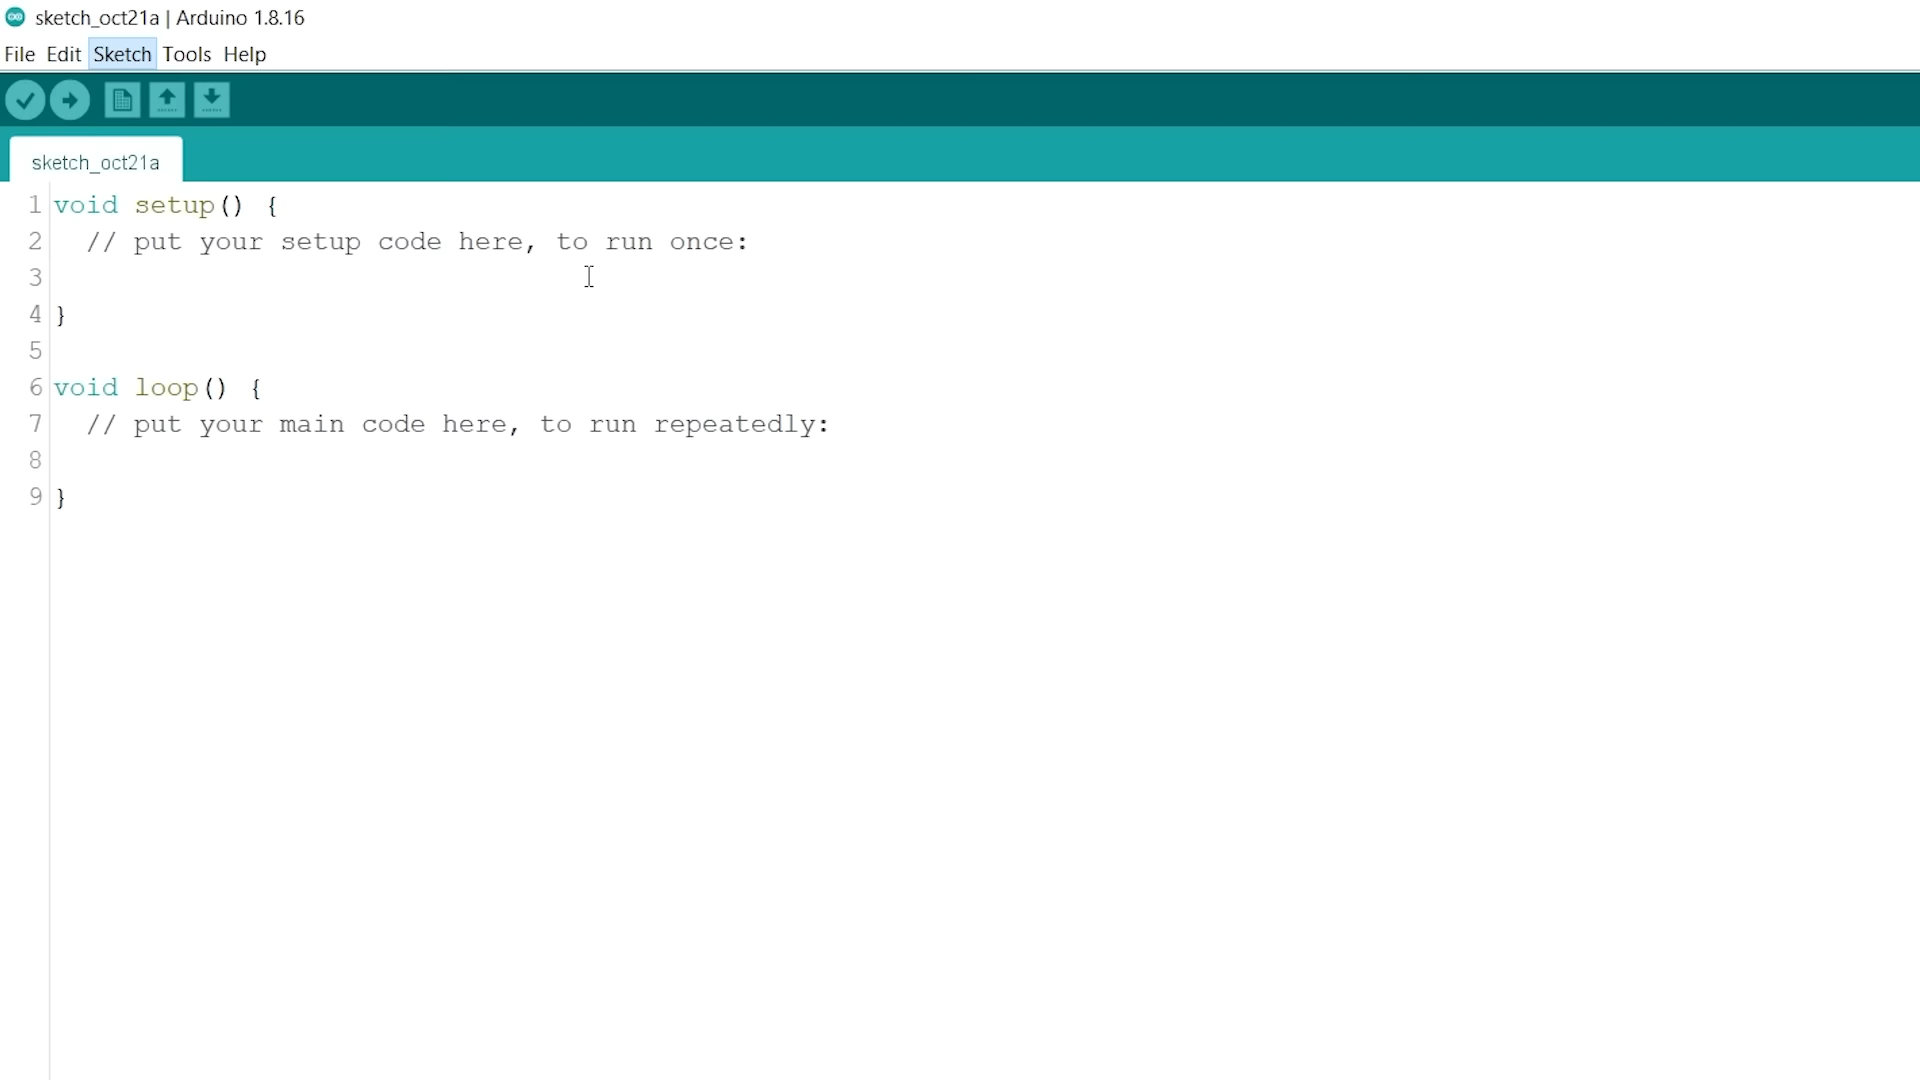 sketch_oct21a | Arduino 1.8.16
File Edit Sketch Tools Help
sketch_oct21a
1 void setup() {
2   // put your setup code here, to run once:
3
4 }
5
6 void loop() {
7   // put your main code here, to run repeatedly:
8
9 }